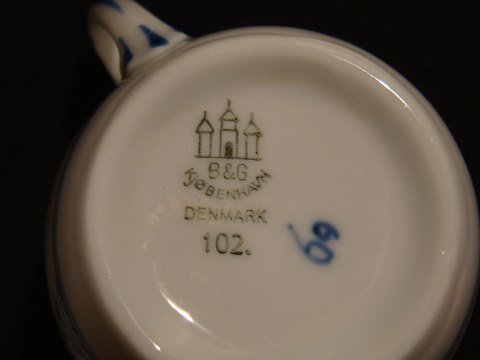 B&G
KJØBENHAVN
DENMARK
102.